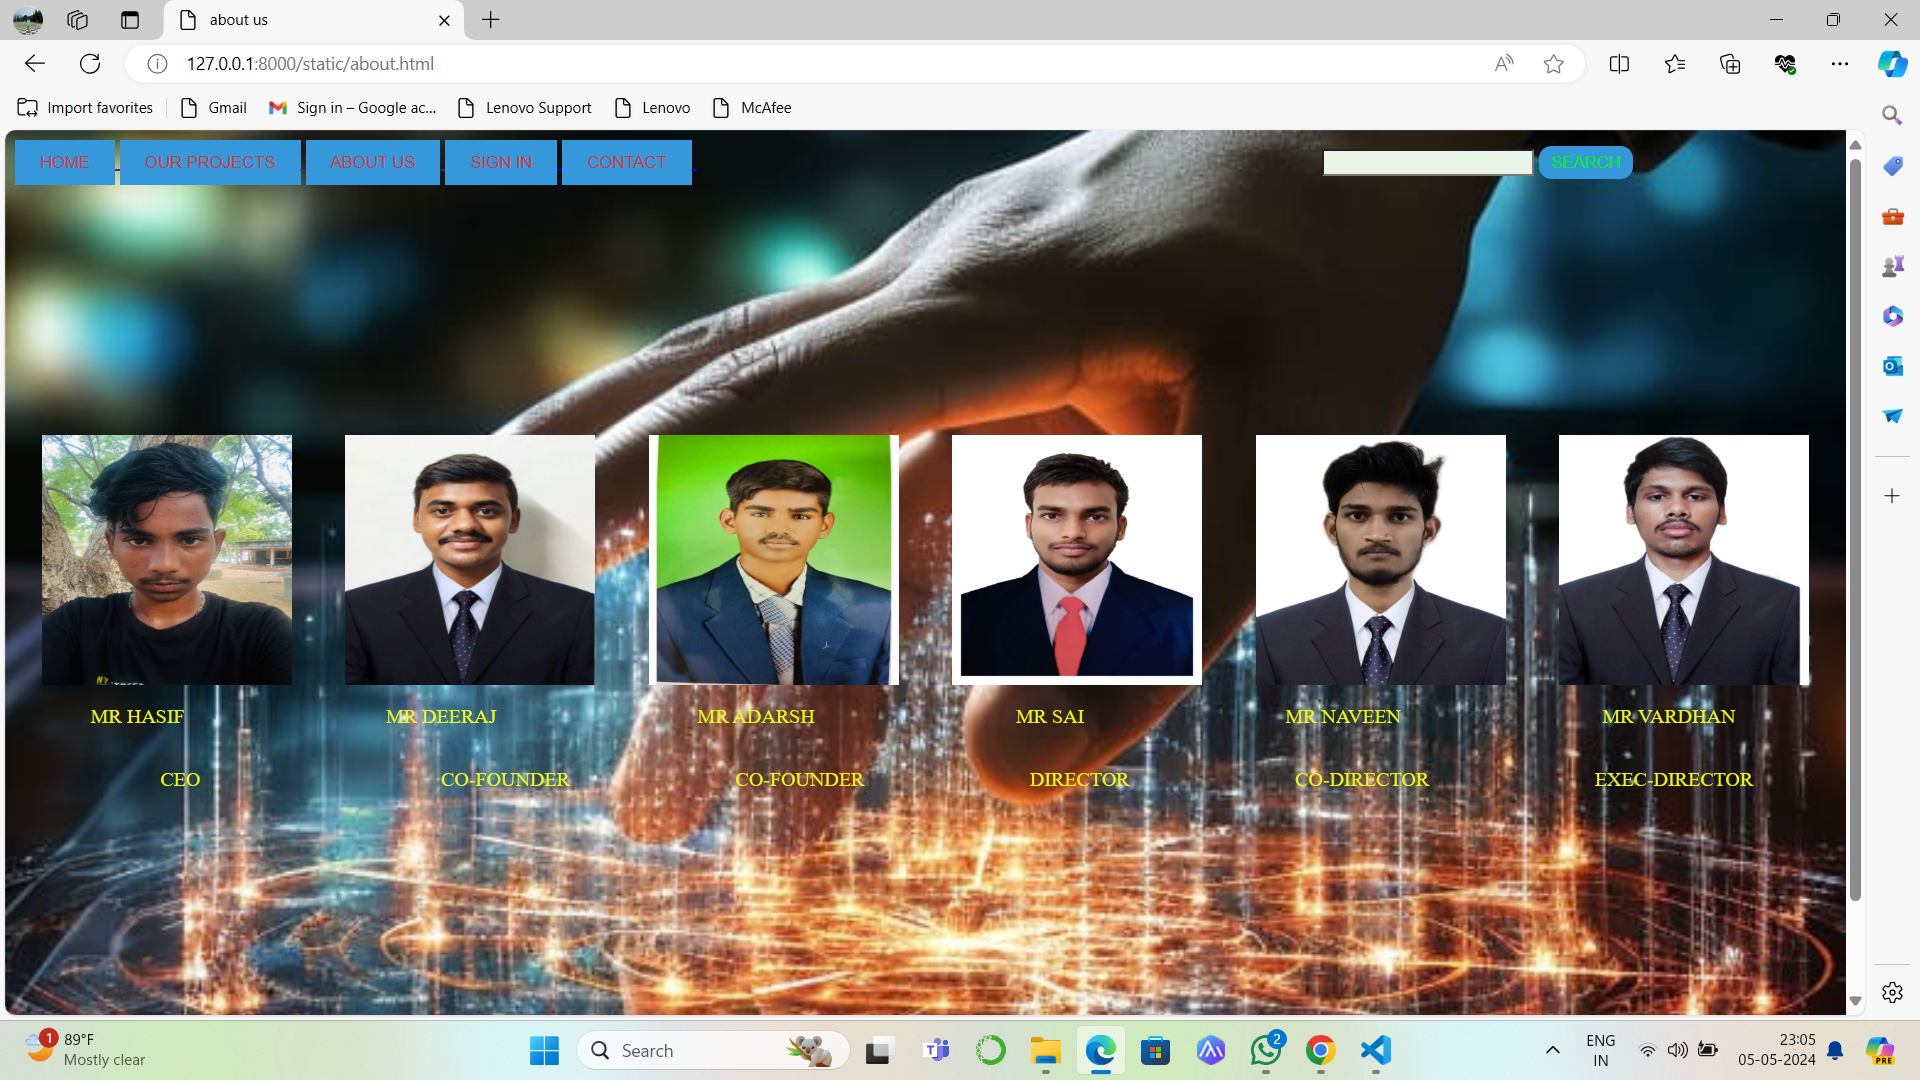 about us
127.0.0.1:8000/static/about.html
Import favorites Gmail Sign in – Google ac... Lenovo Support Lenovo McAfee
HOME OUR PROJECTS ABOUT US SIGN IN CONTACT SEARCH
MR HASIF MR DEERAJ MR ADARSH MR SAI MR NAVEEN MR VARDHAN
CEO CO-FOUNDER CO-FOUNDER DIRECTOR CO-DIRECTOR EXEC-DIRECTOR
1 89°F
Mostly clear
Search
2
ENG
IN
23:05
05-05-2024
PRE